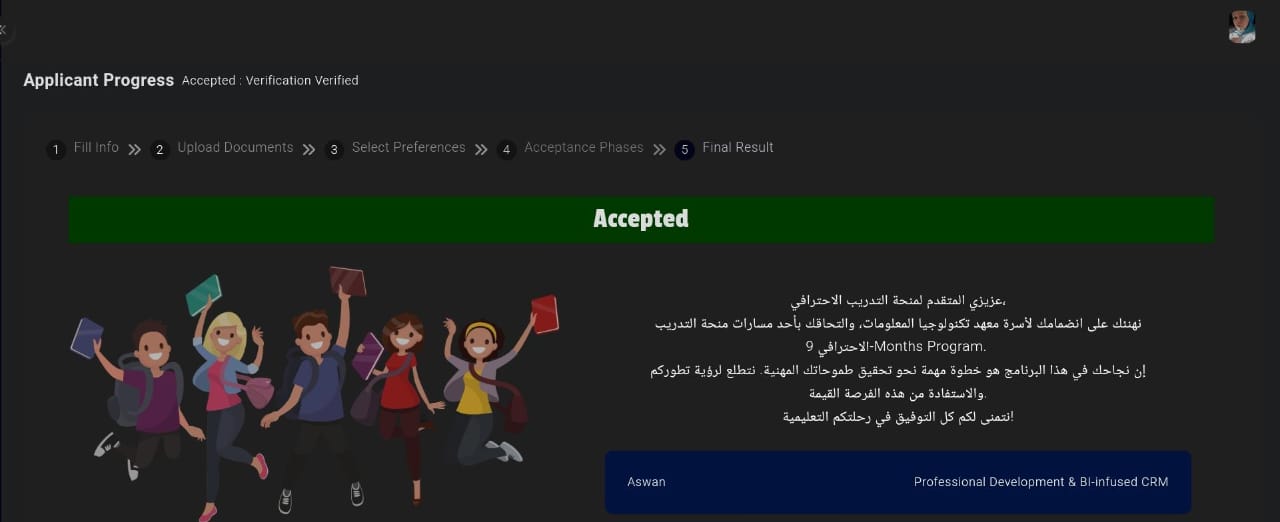 Applicant Progress Accepted : Verification Verified
1 Fill Info 2 Upload Documents 3 Select Preferences 4 Acceptance Phases 5 Final Result
Accepted
عزيزي المتقدم لمنحة التدريب الاحترافي،
نهنئك على انضمامك لأسرة معهد تكنولوجيا المعلومات، والتحاقك بأحد مسارات منحة التدريب
الاحترافي 9-Months Program.
إن نجاحك في هذا البرنامج هو خطوة مهمة نحو تحقيق طموحاتك المهنية. نتطلع لرؤية تطوركم
والاستفادة من هذه الفرصة القيمة.
نتمنى لكم كل التوفيق في رحلتكم التعليمية!
Aswan Professional Development & BI-infused CRM